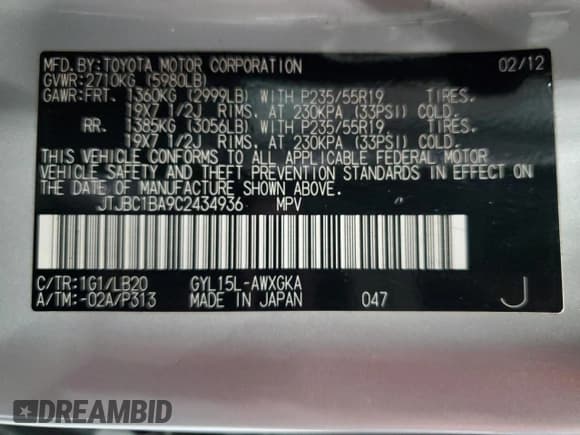 MFD.BY:TOYOTA MOTOR CORPORATION 02/12
GVWR:2710KG (5980LB)
GAWR:FRT. 1360KG(2999LB) WITH P235/55R19 TIRES.
19X7 1/2J RIMS. AT 230KPA (33PSI) COLD.
RR. 1385KG(3056LB) WITH P235/55R19 TIRES.
19X7 1/2J RIMS. AT 230KPA (33PSI) COLD.
THIS VEHICLE CONFORMS TO ALL APPLICABLE FEDERAL MOTOR
VEHICLE SAFETY AND THEFT PREVENTION STANDARDS IN EFFECT ON
THE DATE OF MANUFACTURE SHOWN ABOVE.
JTJBC1BA9C2434936 MPV
C/TR:1G1/LB20 GYL15L-AWXGKA
A/TM:-02A/P313 MADE IN JAPAN 047 J
DREAMBID